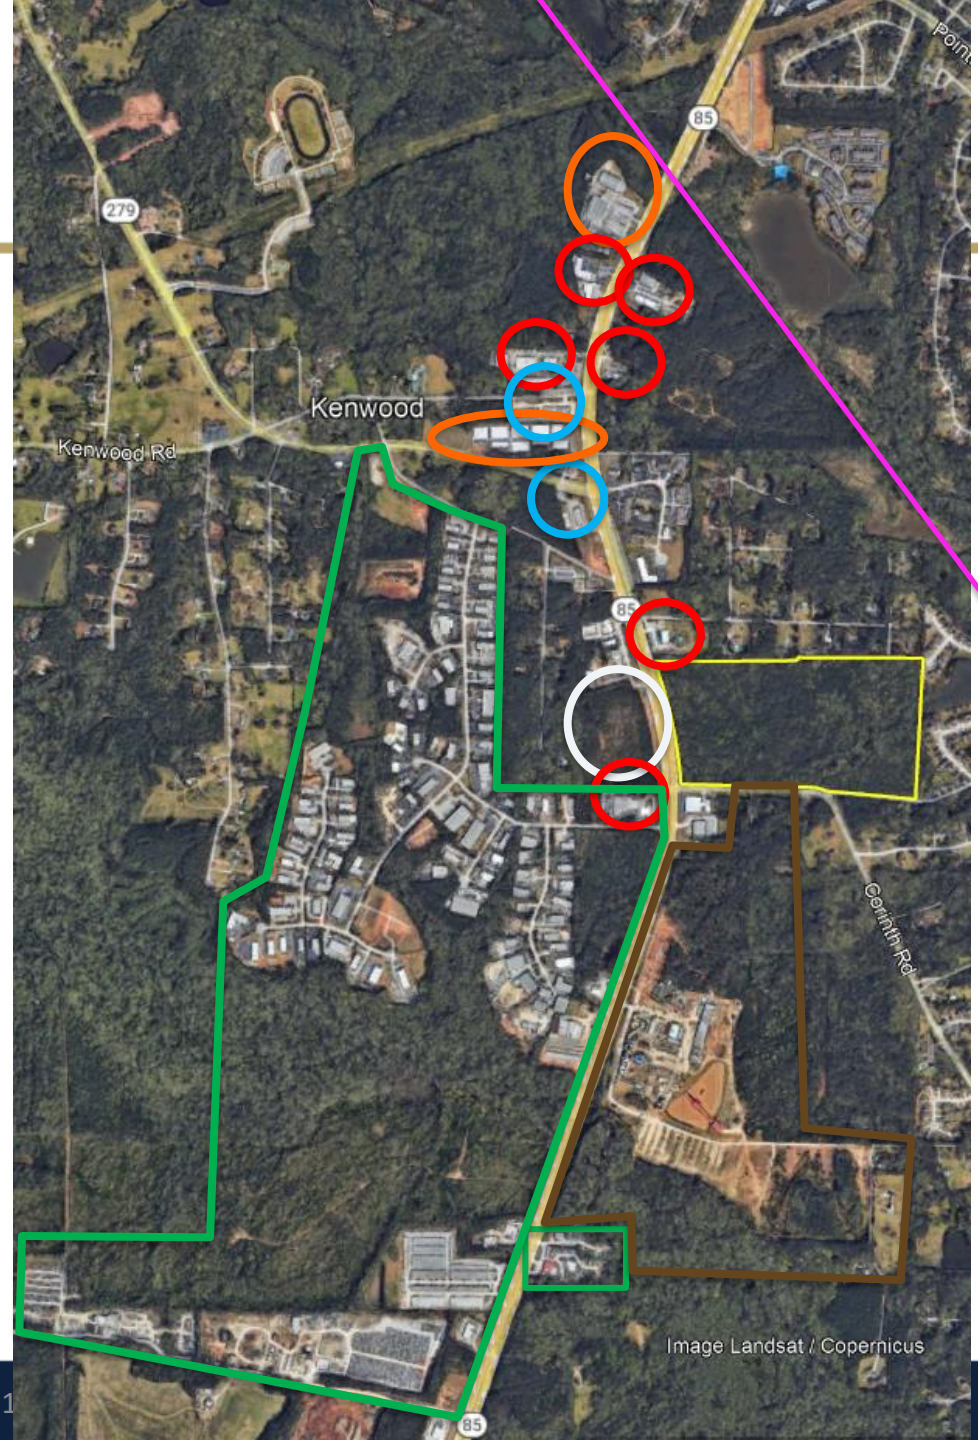 Point
85
279
Kenwood
Kenwood Rd
85
Corinth Rd
Image Landsat / Copernicus
1
85